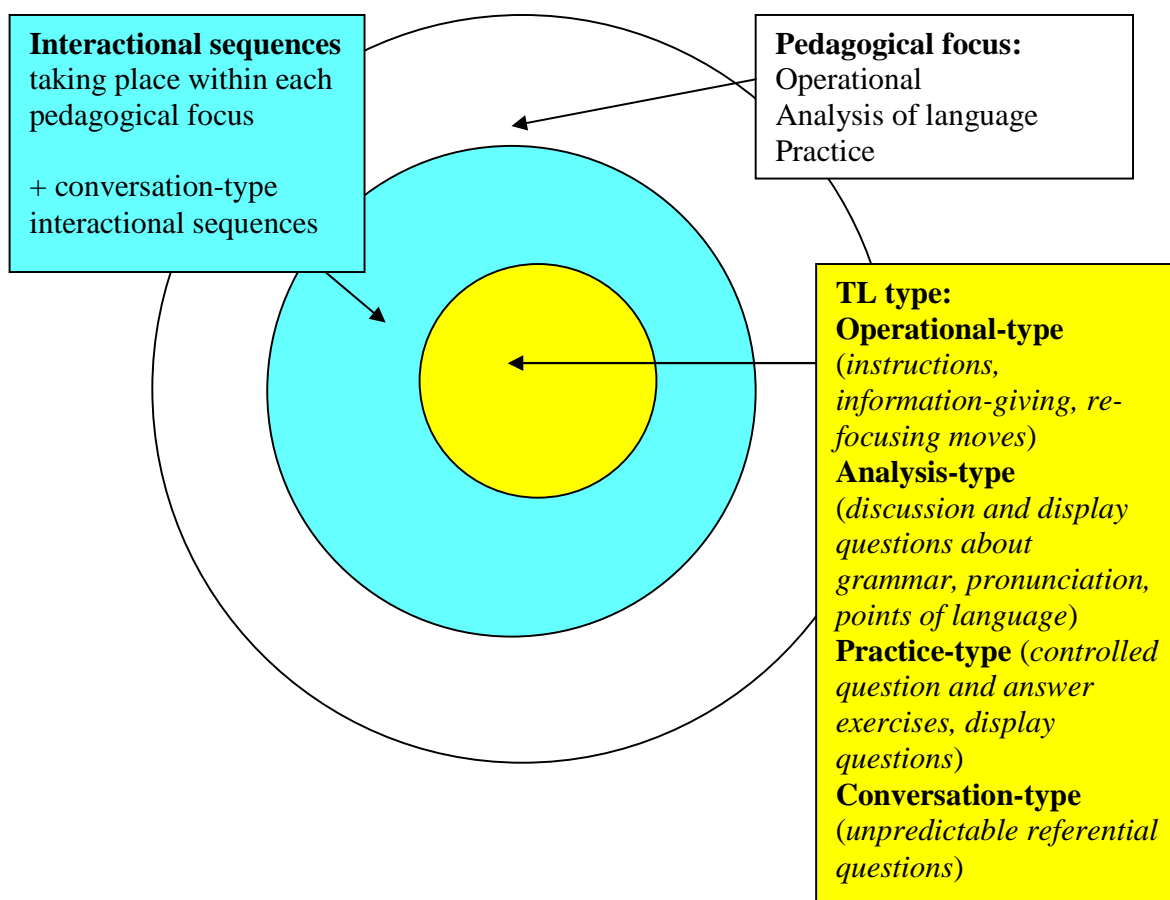 Interactional sequences
taking place within each
pedagogical focus
+ conversation-type
interactional sequences
Pedagogical focus:
Operational
Analysis of language
Practice
TL type:
Operational-type
(instructions,
information-giving, re-
focusing moves)
Analysis-type
(discussion and display
questions about
grammar, pronunciation,
points of language)
Practice-type (controlled
question and answer
exercises, display
questions)
Conversation-type
(unpredictable referential
questions)